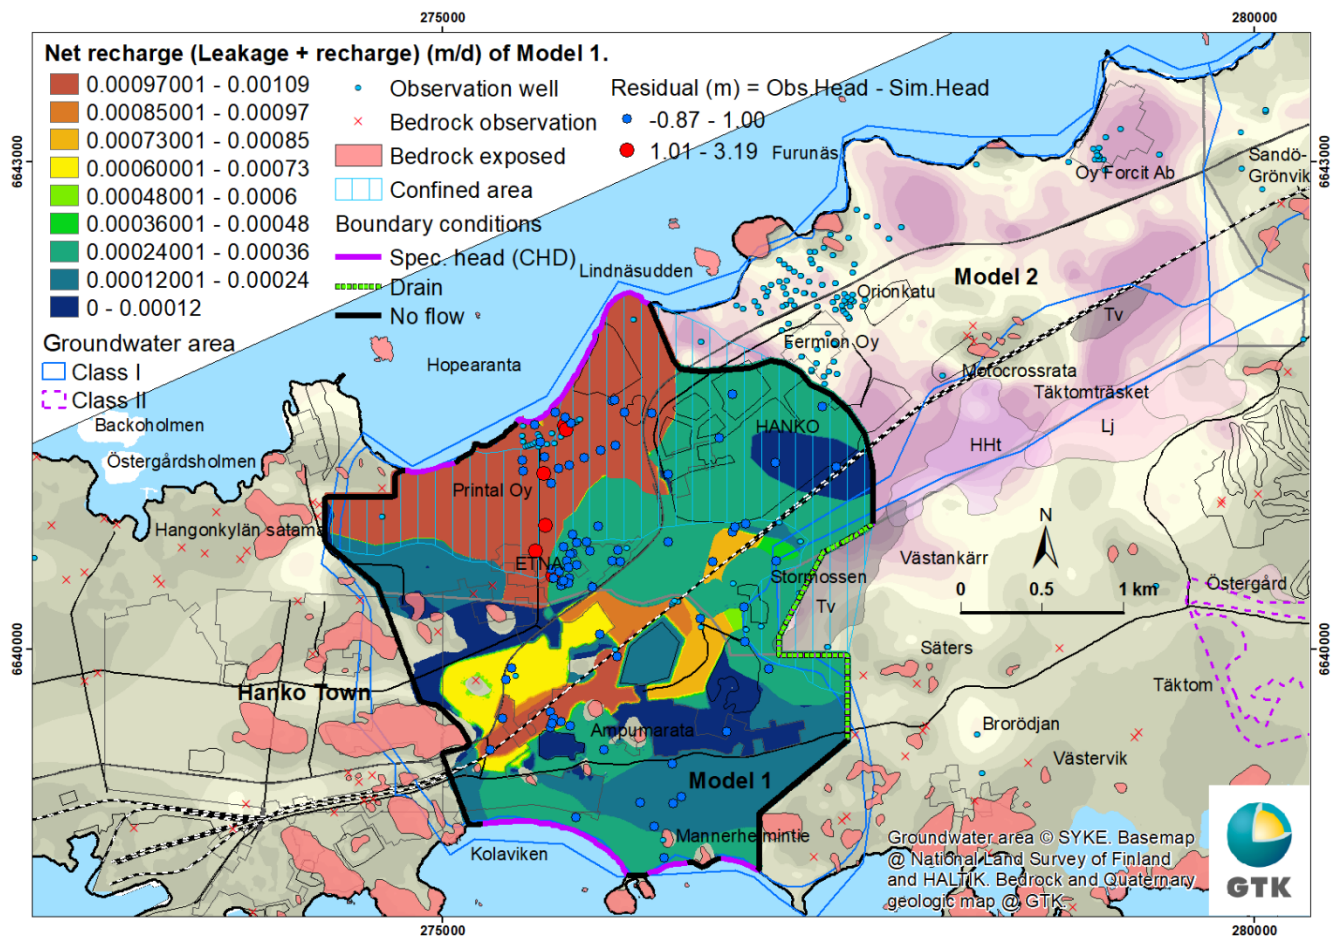 275000
280000
Net recharge (Leakage + recharge) (m/d) of Model 1.
0.00097001 - 0.00109
0.00085001 - 0.00097
0.00073001 - 0.00085
0.00060001 - 0.00073
0.00048001 - 0.0006
0.00036001 - 0.00048
0.00024001 - 0.00036
0.00012001 - 0.00024
0 - 0.00012
Groundwater area
Class I
Class II
Observation well
Bedrock observation
Bedrock exposed
Confined area
Boundary conditions
Spec. head (CHD)
Drain
No flow
Residual (m) = Obs.Head - Sim.Head
-0.87 - 1.00
1.01 - 3.19
Furunäs
Oy Forcit Ab
Sandö-
Grönvik
6643000
6643000
Lindnäsudden
Model 2
Orionkatu
Tv
Fermion Oy
Hopearanta
Motocrossrata
Täktomträsket
Backoholmen
HANKO
Lj
HHt
Östergårdsholmen
Printal Oy
N
Hangonkylän satama
Västankärr
ETNA
Stormossen
Östergård
0 0.5 1 km
Tv
6640000
6640000
Säters
Täktom
Hanko Town
Ampumarata
Brorödjan
Västervik
Model 1
Mannerheimintie
Kolaviken
Groundwater area © SYKE. Basemap
@ National Land Survey of Finland
and HALTIK. Bedrock and Quaternary
geologic map @ GTK.
GTK
275000
280000